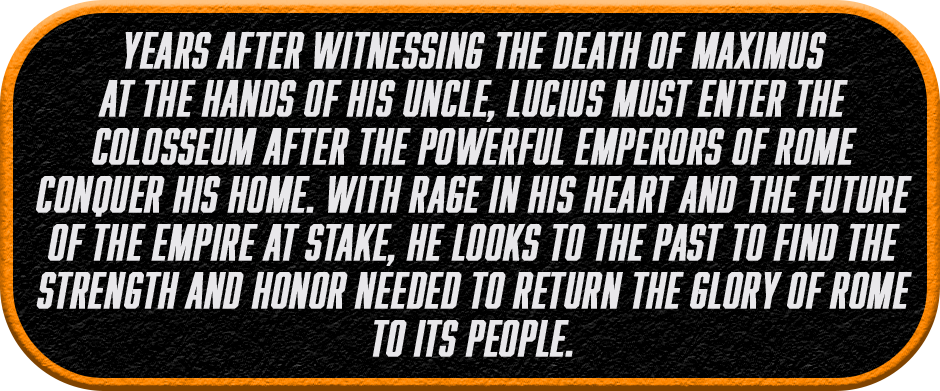 YEARS AFTER WITNESSING THE DEATH OF MAXIMUS
AT THE HANDS OF HIS UNCLE, LUCIUS MUST ENTER THE
COLOSSEUM AFTER THE POWERFUL EMPERORS OF ROME
CONQUER HIS HOME. WITH RAGE IN HIS HEART AND THE FUTURE
OF THE EMPIRE AT STAKE, HE LOOKS TO THE PAST TO FIND THE
STRENGTH AND HONOR NEEDED TO RETURN THE GLORY OF ROME
TO ITS PEOPLE.